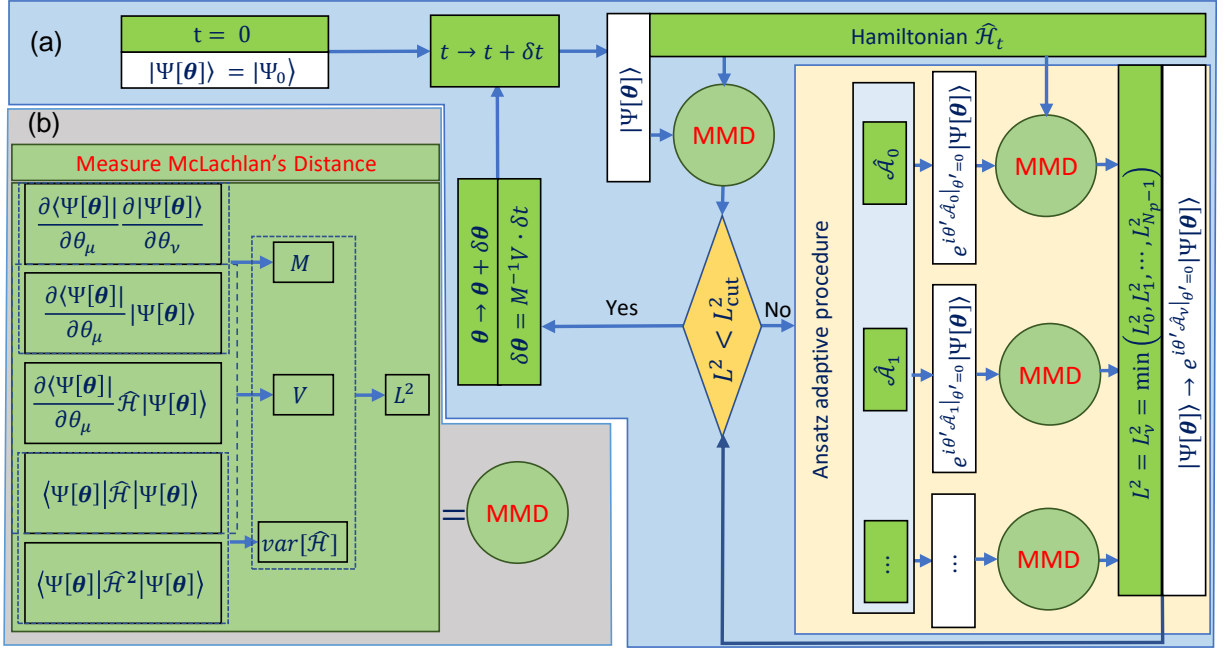 (a)
t = 0
|Ψ[θ]⟩ = |Ψ₀⟩
t → t + δt
|Ψ[θ]⟩
Hamiltonian Ĥₜ
MMD
L² < L²_cut
Yes
No
θ → θ + δθ
δθ = M⁻¹V · δt
Ansatz adaptive procedure
Â₀
e^{iθ′Â₀}|_{θ′=0}|Ψ[θ]⟩
MMD
Â₁
e^{iθ′Â₁}|_{θ′=0}|Ψ[θ]⟩
MMD
...
...
MMD
L² = L²_ν = min(L²₀, L²₁, ⋯, L²_{N_p−1})
|Ψ[θ]⟩ → e^{iθ′Â_ν}|_{θ′=0}|Ψ[θ]⟩
(b)
Measure McLachlan's Distance
∂⟨Ψ[θ]| ∂|Ψ[θ]⟩
∂θ_μ ∂θ_ν
∂⟨Ψ[θ]|
∂θ_μ |Ψ[θ]⟩
∂⟨Ψ[θ]|
∂θ_μ Ĥ|Ψ[θ]⟩
⟨Ψ[θ]|Ĥ|Ψ[θ]⟩
⟨Ψ[θ]|Ĥ²|Ψ[θ]⟩
M
V
var[Ĥ]
L²
=
MMD